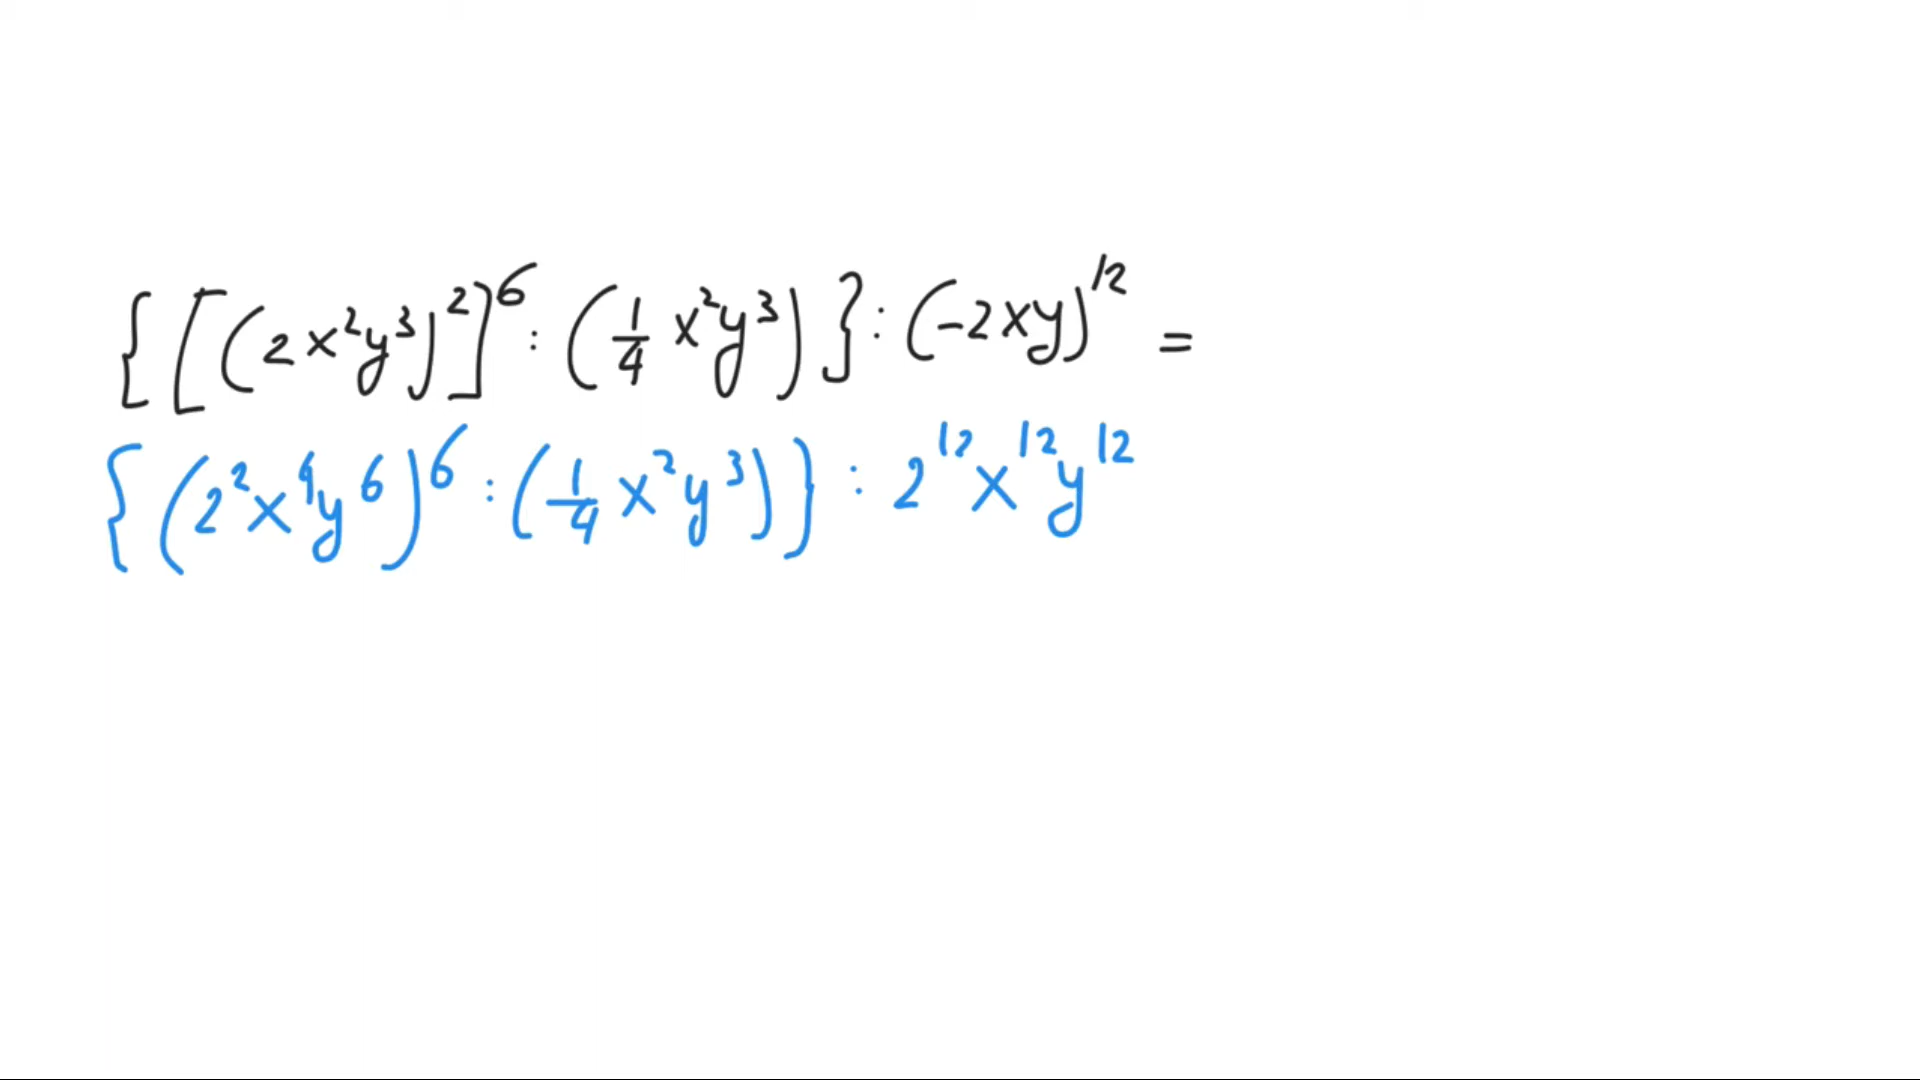 {[(2x²y³)²]⁶ : (1/4 x²y³)} : (-2xy)¹² =
{(2²x⁴y⁶)⁶ : (1/4 x²y³)} : 2¹²x¹²y¹²